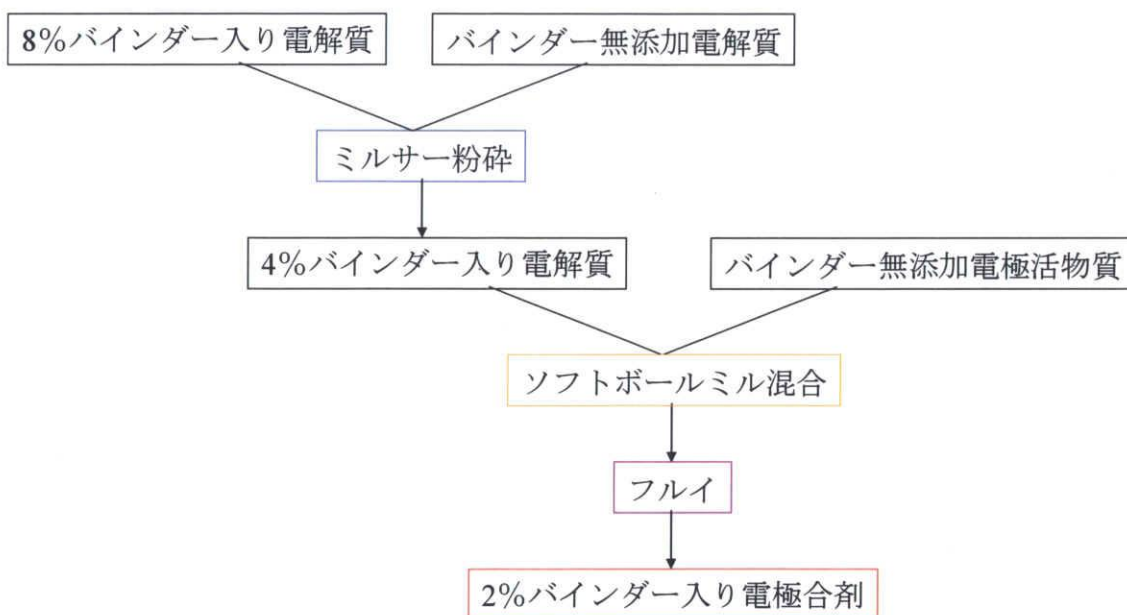 8%バインダー入り電解質
バインダー無添加電解質
ミルサー粉砕
4%バインダー入り電解質
バインダー無添加電極活物質
ソフトボールミル混合
フルイ
2%バインダー入り電極合剤